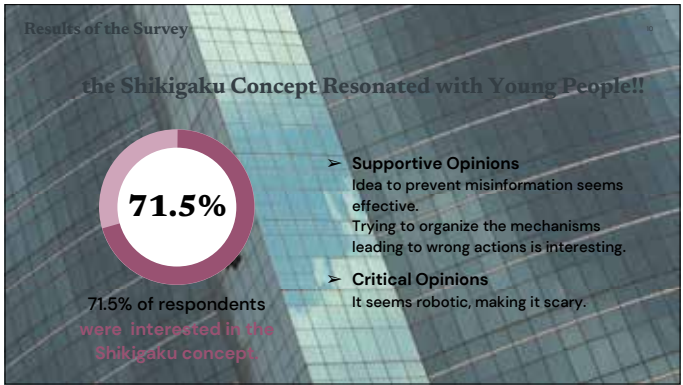 Results of the Survey
the Shikigaku Concept Resonated with Young People!!
71.5%
71.5% of respondents
were interested in the
Shikigaku concept.
➢ Supportive Opinions
Idea to prevent misinformation seems
effective.
Trying to organize the mechanisms
leading to wrong actions is interesting.
➢ Critical Opinions
It seems robotic, making it scary.